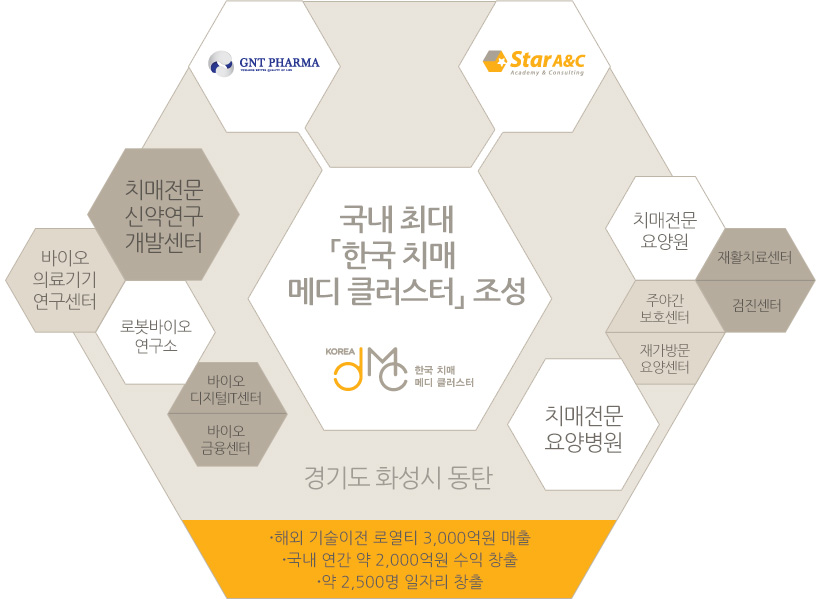 GNT PHARMA
TOWARDS BETTER QUALITY OF LIFE
Star A&C
Academy & Consulting
치매전문
신약연구
개발센터
바이오
의료기기
연구센터
로봇바이오
연구소
바이오
디지털IT센터
바이오
금융센터
국내 최대
「한국 치매
메디 클러스터」 조성
KOREA
dMC
한국 치매
메디 클러스터
치매전문
요양원
재활치료센터
검진센터
주야간
보호센터
재가방문
요양센터
치매전문
요양병원
경기도 화성시 동탄
·해외 기술이전 로열티 3,000억원 매출
·국내 연간 약 2,000억원 수익 창출
·약 2,500명 일자리 창출